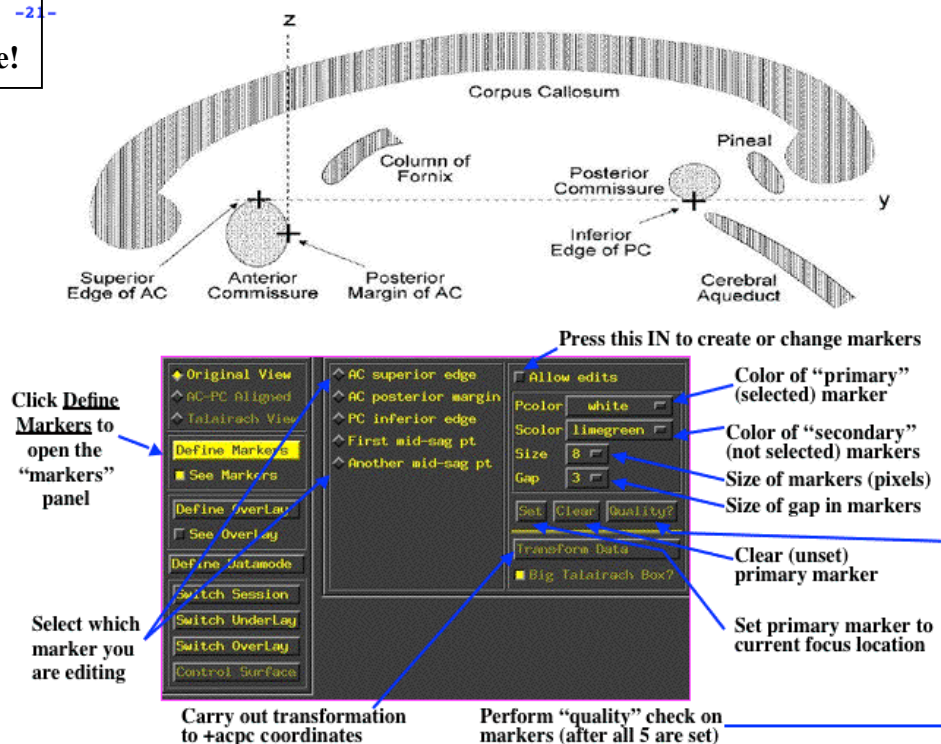 -21-
e!
z
Corpus Callosum
Pineal
Column of
Fornix
Posterior
Commissure
y
Inferior
Edge of PC
Superior
Edge of AC
Anterior
Commissure
Posterior
Margin of AC
Cerebral
Aqueduct
Press this IN to create or change markers
Click Define
Markers to
open the
“markers”
panel
Original View
AC-PC Aligned
Talairach View
Define Markers
See Markers
Define OverLay
See OverLay
Define Datamode
Switch Session
Switch UnderLay
Switch OverLay
Control Surface
AC superior edge
AC posterior margin
PC inferior edge
First mid-sag pt
Another mid-sag pt
Allow edits
Pcolor white
Scolor limegreen
Size 8
Gap 3
Set Clear Quality?
Transform Data
Big Talairach Box?
Color of “primary”
(selected) marker
Color of “secondary”
(not selected) markers
Size of markers (pixels)
Size of gap in markers
Clear (unset)
primary marker
Set primary marker to
current focus location
Select which
marker you
are editing
Carry out transformation
to +acpc coordinates
Perform “quality” check on
markers (after all 5 are set)